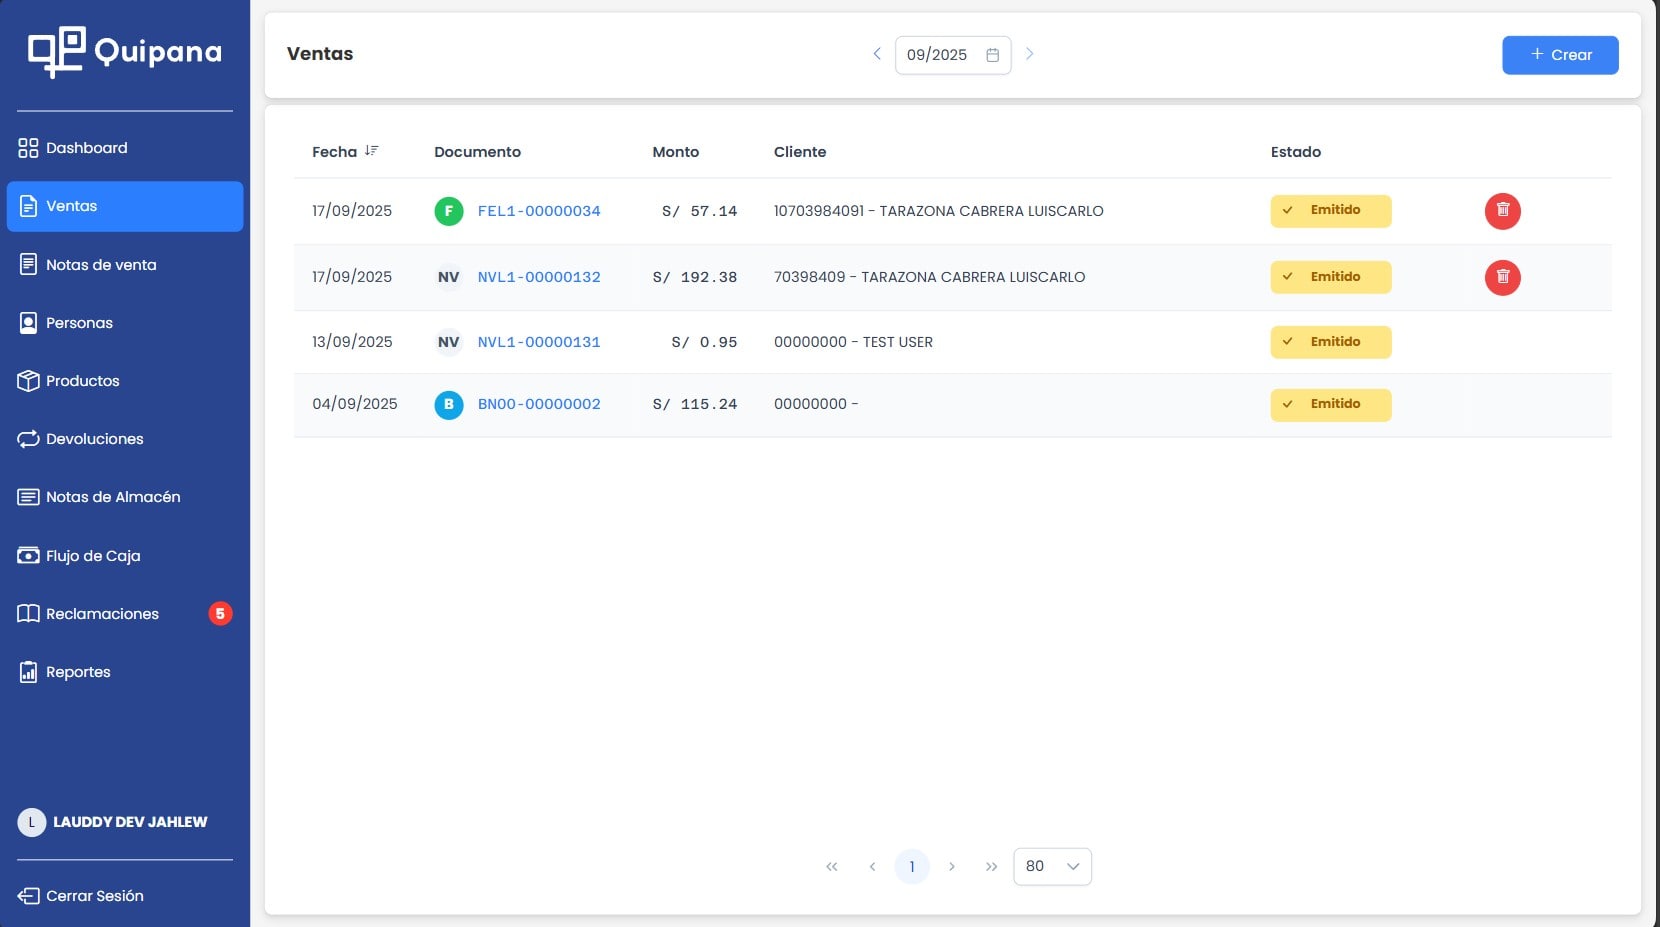 Quipana
Dashboard
Ventas
Notas de venta
Personas
Productos
Devoluciones
Notas de Almacén
Flujo de Caja
Reclamaciones 5
Reportes
L LAUDDY DEV JAHLEW
Cerrar Sesión
Ventas
09/2025
+ Crear
Fecha Documento Monto Cliente Estado
17/09/2025 F FEL1-00000034 S/ 57.14 10703984091 - TARAZONA CABRERA LUISCARLO Emitido
17/09/2025 NV NVL1-00000132 S/ 192.38 70398409 - TARAZONA CABRERA LUISCARLO Emitido
13/09/2025 NV NVL1-00000131 S/ 0.95 00000000 - TEST USER Emitido
04/09/2025 B BN00-00000002 S/ 115.24 00000000 - Emitido
« ‹ 1 › » 80